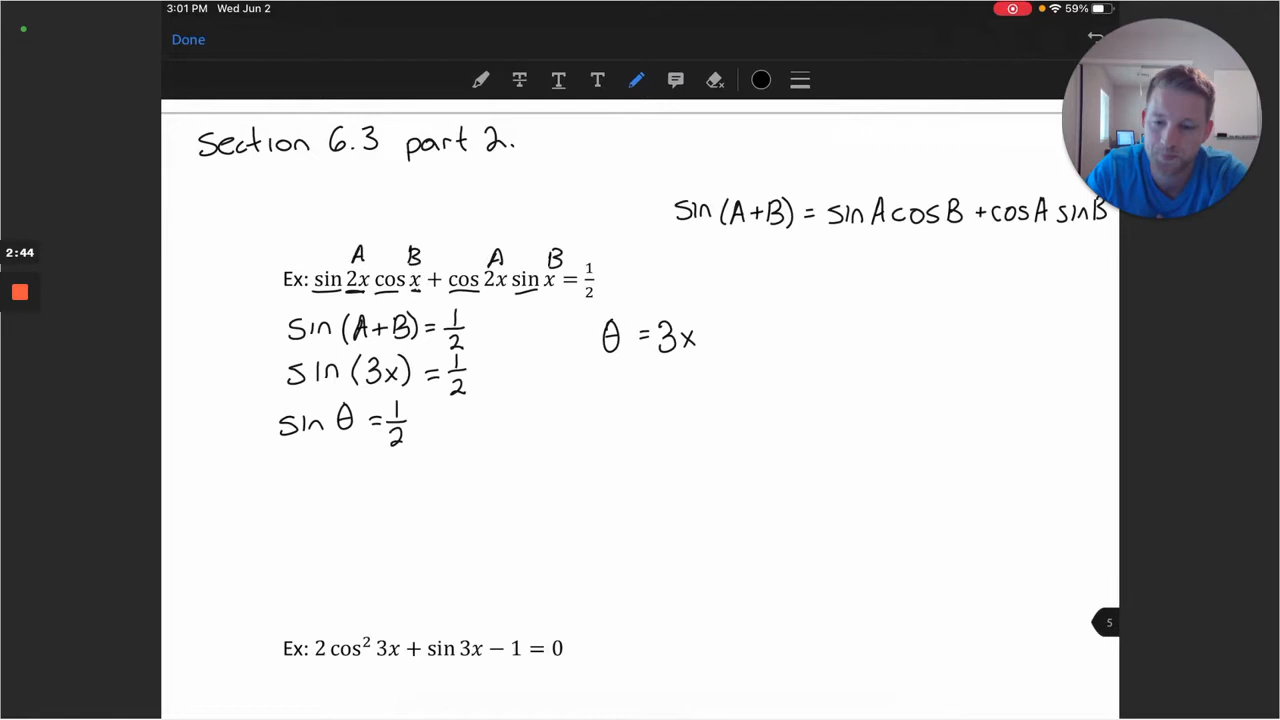 3:01 PM Wed Jun 2
59%
Done
T T T
Section 6.3 part 2.
sin (A+B) = sin A cos B + cos A sin B
2:44
A B A B
Ex: sin 2x cos x + cos 2x sin x = 1/2
sin (A+B) = 1/2
θ = 3x
sin (3x) = 1/2
sin θ = 1/2
5
Ex: 2 cos² 3x + sin 3x − 1 = 0